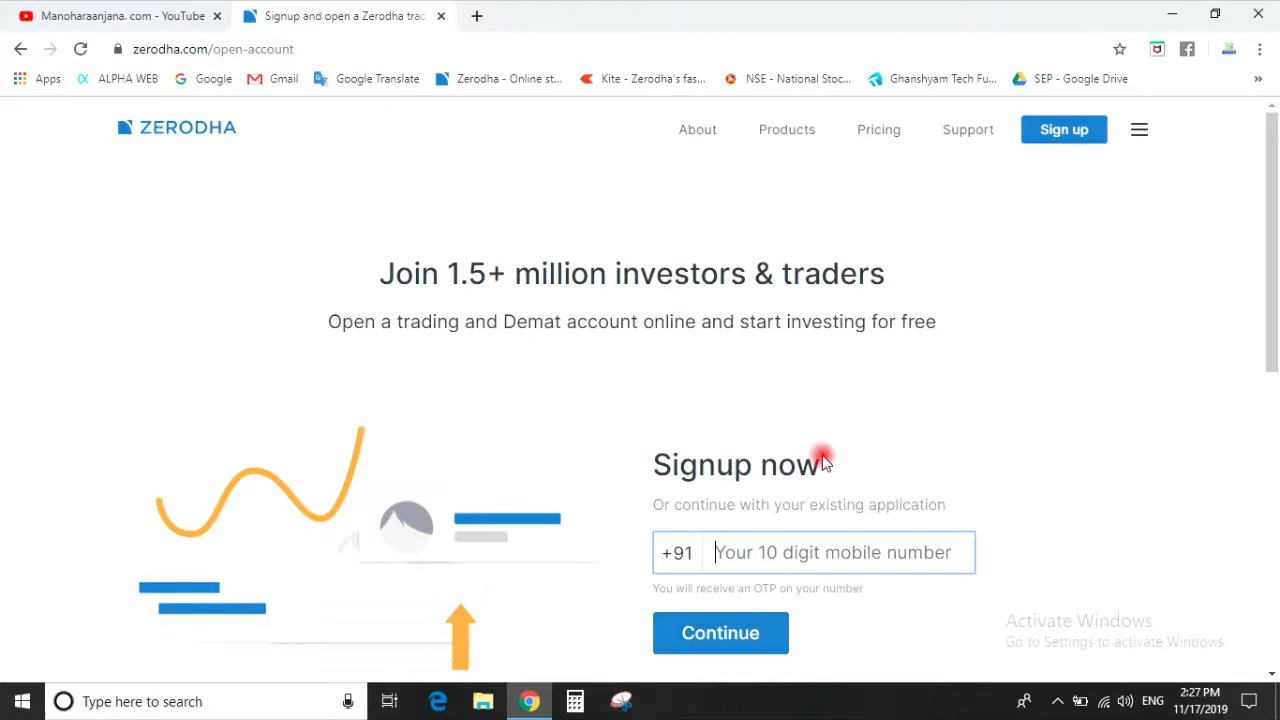 Manoharaanjana. com - YouTube
Signup and open a Zerodha trad
zerodha.com/open-account
Apps
ALPHA WEB
Google
Gmail
Google Translate
Zerodha - Online st...
Kite - Zerodha's fas...
NSE - National Stoc...
Ghanshyam Tech Fu...
SEP - Google Drive
»
ZERODHA
About
Products
Pricing
Support
Sign up
Join 1.5+ million investors & traders
Open a trading and Demat account online and start investing for free
Signup now
Or continue with your existing application
+91
Your 10 digit mobile number
You will receive an OTP on your number
Continue
Activate Windows
Go to Settings to activate Windows.
Type here to search
ENG
2:27 PM
11/17/2019